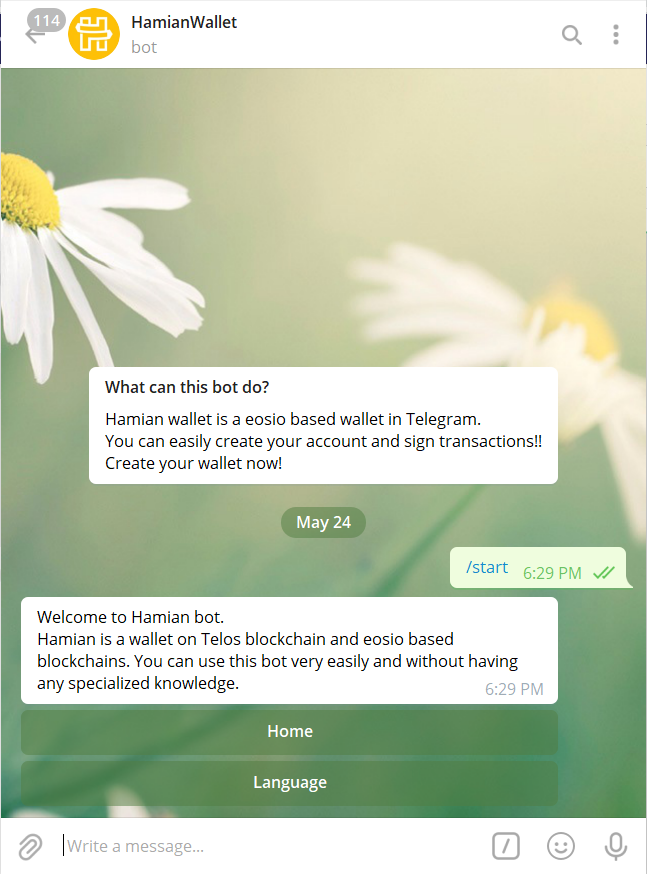 114
HamianWallet
bot
What can this bot do?
Hamian wallet is a eosio based wallet in Telegram.
You can easily create your account and sign transactions!!
Create your wallet now!
May 24
/start 6:29 PM
Welcome to Hamian bot.
Hamian is a wallet on Telos blockchain and eosio based
blockchains. You can use this bot very easily and without having
any specialized knowledge.
6:29 PM
Home
Language
Write a message...